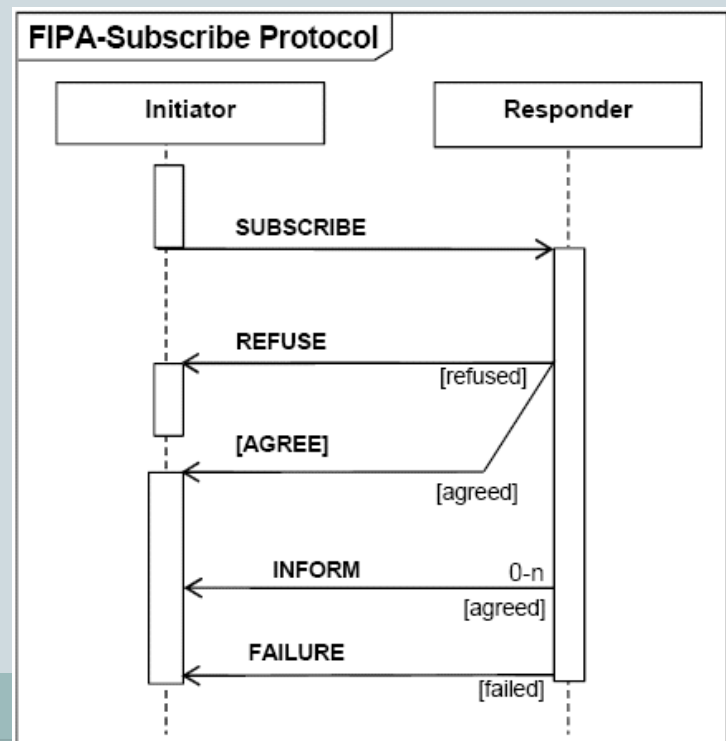 FIPA-Subscribe Protocol
Initiator
Responder
SUBSCRIBE
REFUSE
[refused]
[AGREE]
[agreed]
INFORM
0-n
[agreed]
FAILURE
[failed]